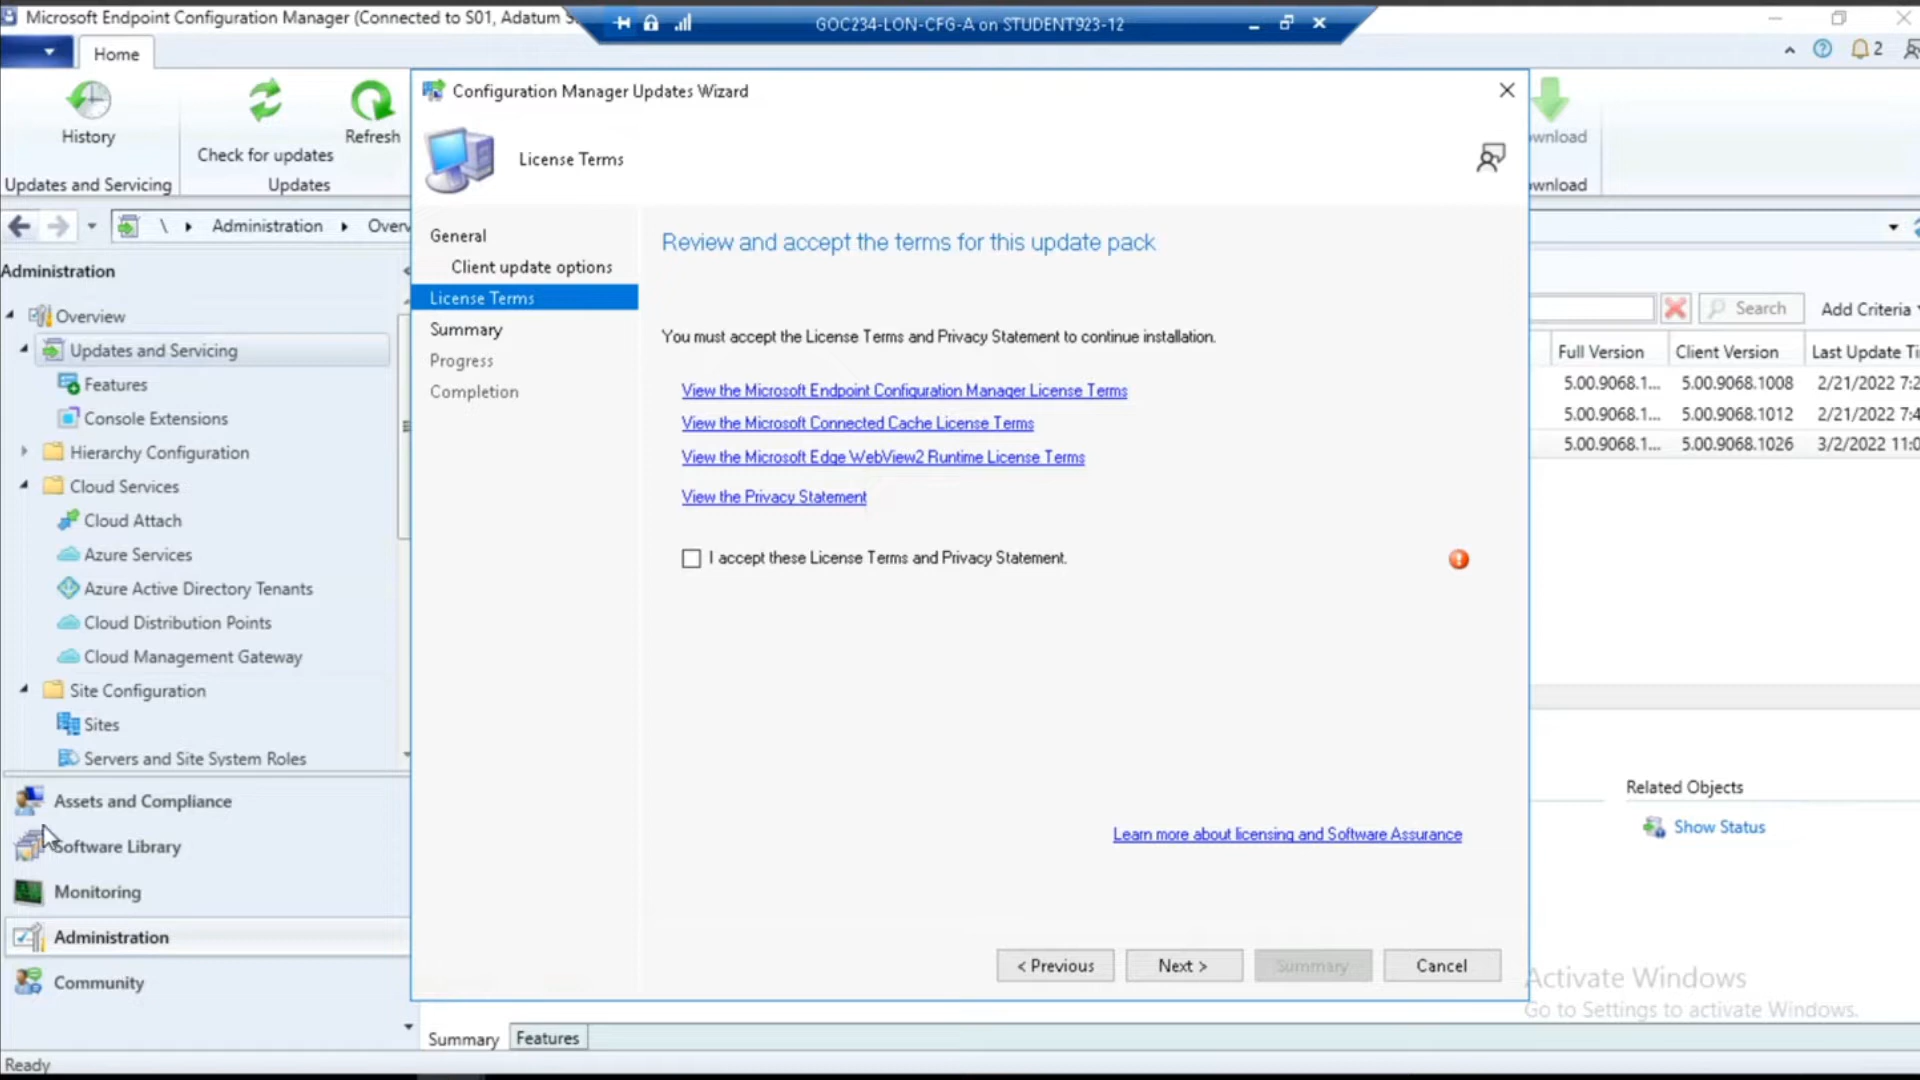 Microsoft Endpoint Configuration Manager (Connected to S01, Adatum S
GOC234-LON-CFG-A on STUDENT923-12
Home
2
History
Check for updates
Refresh
Updates and Servicing
Updates
\ Administration Overv
Administration
Overview
Updates and Servicing
Features
Console Extensions
Hierarchy Configuration
Cloud Services
Cloud Attach
Azure Services
Azure Active Directory Tenants
Cloud Distribution Points
Cloud Management Gateway
Site Configuration
Sites
Servers and Site System Roles
Assets and Compliance
Software Library
Monitoring
Administration
Community
Ready
Configuration Manager Updates Wizard
License Terms
General
Client update options
License Terms
Summary
Progress
Completion
Review and accept the terms for this update pack
You must accept the License Terms and Privacy Statement to continue installation.
View the Microsoft Endpoint Configuration Manager License Terms
View the Microsoft Connected Cache License Terms
View the Microsoft Edge WebView2 Runtime License Terms
View the Privacy Statement
I accept these License Terms and Privacy Statement.
Learn more about licensing and Software Assurance
< Previous
Next >
Summary
Cancel
Summary
Features
wnload
wnload
Search
Add Criteria
Full Version Client Version Last Update Ti
5.00.9068.1... 5.00.9068.1008 2/21/2022 7:2
5.00.9068.1... 5.00.9068.1012 2/21/2022 7:4
5.00.9068.1... 5.00.9068.1026 3/2/2022 11:0
Related Objects
Show Status
Activate Windows
Go to Settings to activate Windows.